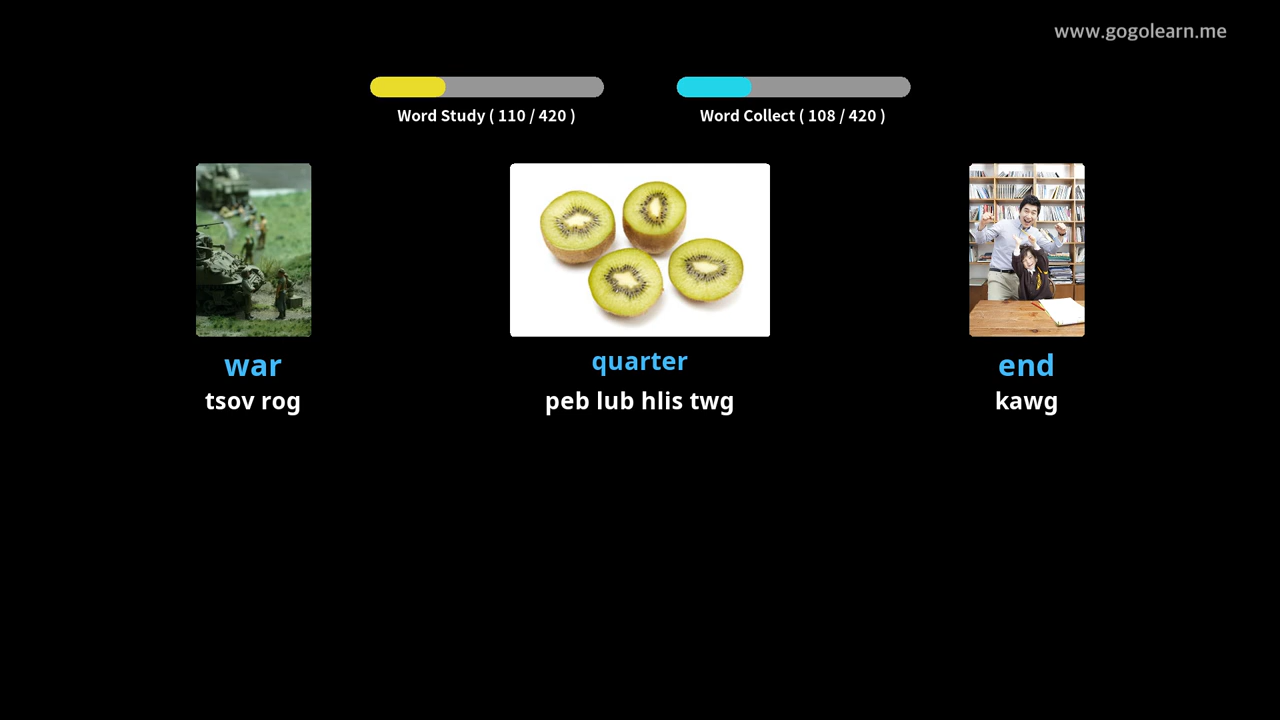 www.gogolearn.me
Word Study ( 110 / 420 )
Word Collect ( 108 / 420 )
war
tsov rog
quarter
peb lub hlis twg
end
kawg